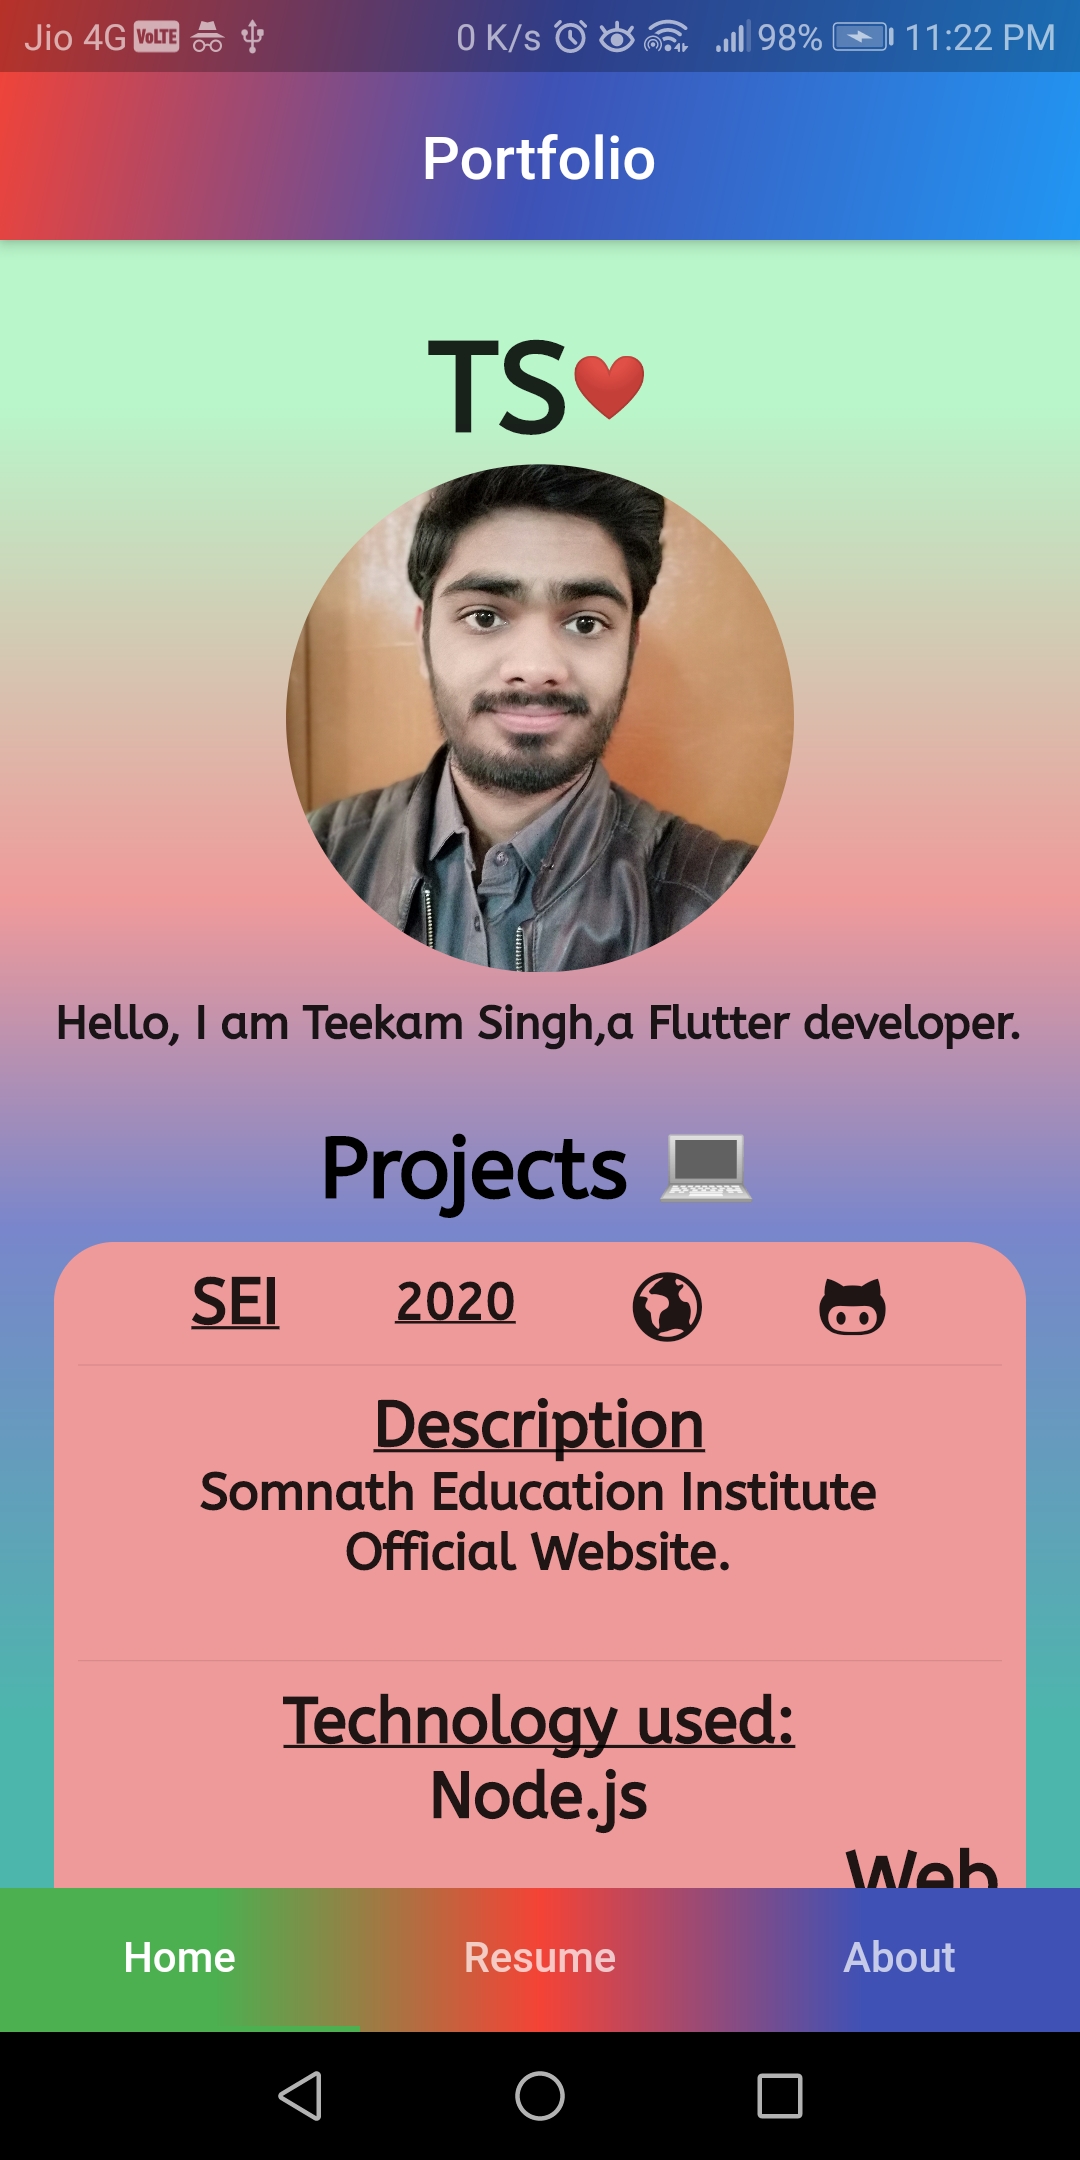 Jio 4G VoLTE 0 K/s 98% 11:22 PM
Portfolio
TS❤️
Hello, I am Teekam Singh,a Flutter developer.
Projects 💻
SEI 2020
Description
Somnath Education Institute
Official Website.
Technology used:
Node.js
Web
Home Resume About